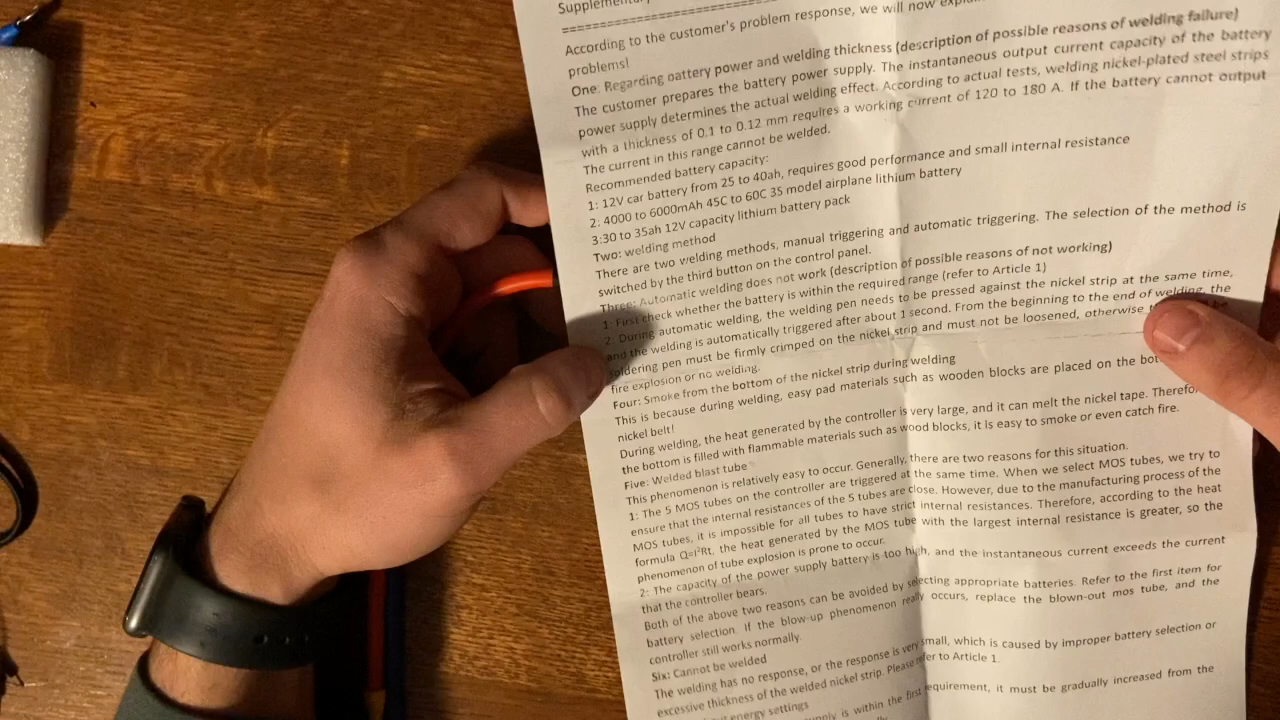 Supplementary
==========================================
According to the customer's problem response, we will now
problems!
One: Regarding oattery power and welding thickness (description of possible reasons of welding failure)
The customer prepares the battery power supply. The instantaneous output current capacity of the battery
power supply determines the actual welding effect. According to actual tests, welding nickel-plated steel strips
with a thickness of 0.1 to 0.12 mm requires a working current of 120 to 180 A. If the battery cannot output
The current in this range cannot be welded.
Recommended battery capacity:
1: 12V car battery from 25 to 40ah, requires good performance and small internal resistance
2: 4000 to 6000mAh 45C to 60C 3S model airplane lithium battery
3:30 to 35ah 12V capacity lithium battery pack
Two: welding method
There are two welding methods, manual triggering and automatic triggering. The selection of the method is
switched by the third button on the control panel.
Three: Automatic welding does not work (description of possible reasons of not working)
1: First check whether the battery is within the required range (refer to Article 1)
2: During automatic welding, the welding pen needs to be pressed against the nickel strip at the same time,
and the welding is automatically triggered after about 1 second. From the beginning to the end of welding, the
soldering pen must be firmly crimped on the nickel strip and must not be loosened, otherwise
fire explosion or no welding.
Four: Smoke from the bottom of the nickel strip during welding
This is because during welding, easy pad materials such as wooden blocks are placed on the
nickel belt!
During welding, the heat generated by the controller is very large, and it can melt the nickel tape.
the bottom is filled with flammable materials such as wood blocks, it is easy to smoke or even catch fire.
Five: Welded blast tube
This phenomenon is relatively easy to occur. Generally, there are two reasons for this situation.
1: The 5 MOS tubes on the controller are triggered at the same time. When we select MOS tubes, we try to
ensure that the internal resistances of the 5 tubes are close. However, due to the manufacturing process of the
MOS tubes, it is impossible for all tubes to have strict internal resistances. Therefore, according to the heat
formula Q=I²Rt, the heat generated by the MOS tube with the largest internal resistance is greater, so the
phenomenon of tube explosion is prone to occur.
2: The capacity of the power supply battery is too high, and the instantaneous current exceeds the current
that the controller bears.
Both of the above two reasons can be avoided by selecting appropriate batteries. Refer to the first item for
battery selection. If the blow-up phenomenon really occurs, replace the blown-out mos tube, and the
controller still works normally.
Six: Cannot be welded
The welding has no response, or the response is very small, which is caused by improper battery selection or
excessive thickness of the welded nickel strip. Please refer to Article 1.
energy settings
is within the first requirement, it must be gradually increased from the